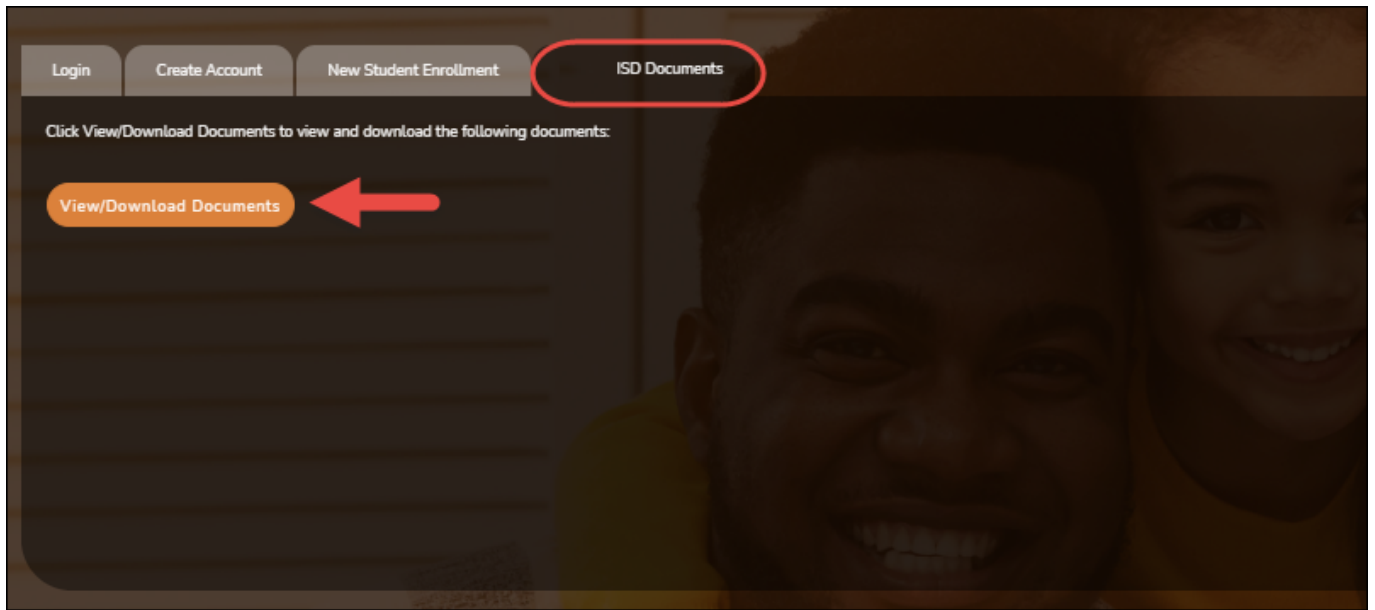 Login
Create Account
New Student Enrollment
ISD Documents
Click View/Download Documents to view and download the following documents:
View/Download Documents